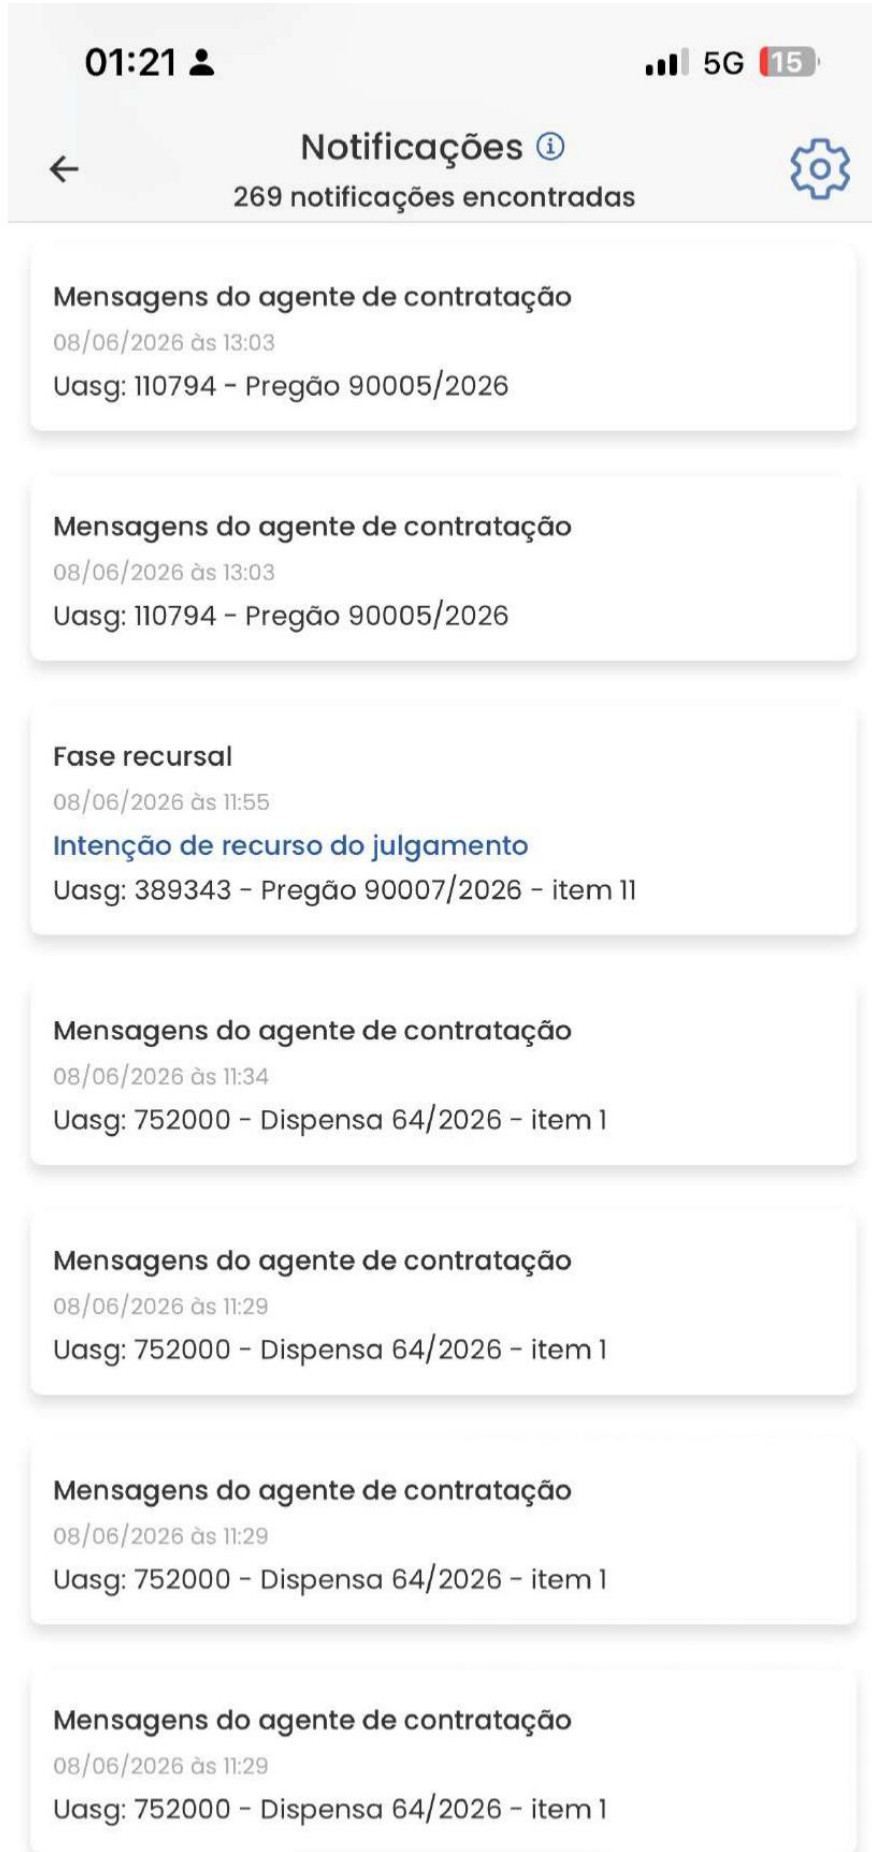 01:21
5G 15
Notificações
269 notificações encontradas
Mensagens do agente de contratação
08/06/2026 às 13:03
Uasg: 110794 - Pregão 90005/2026
Mensagens do agente de contratação
08/06/2026 às 13:03
Uasg: 110794 - Pregão 90005/2026
Fase recursal
08/06/2026 às 11:55
Intenção de recurso do julgamento
Uasg: 389343 - Pregão 90007/2026 - item 11
Mensagens do agente de contratação
08/06/2026 às 11:34
Uasg: 752000 - Dispensa 64/2026 - item 1
Mensagens do agente de contratação
08/06/2026 às 11:29
Uasg: 752000 - Dispensa 64/2026 - item 1
Mensagens do agente de contratação
08/06/2026 às 11:29
Uasg: 752000 - Dispensa 64/2026 - item 1
Mensagens do agente de contratação
08/06/2026 às 11:29
Uasg: 752000 - Dispensa 64/2026 - item 1